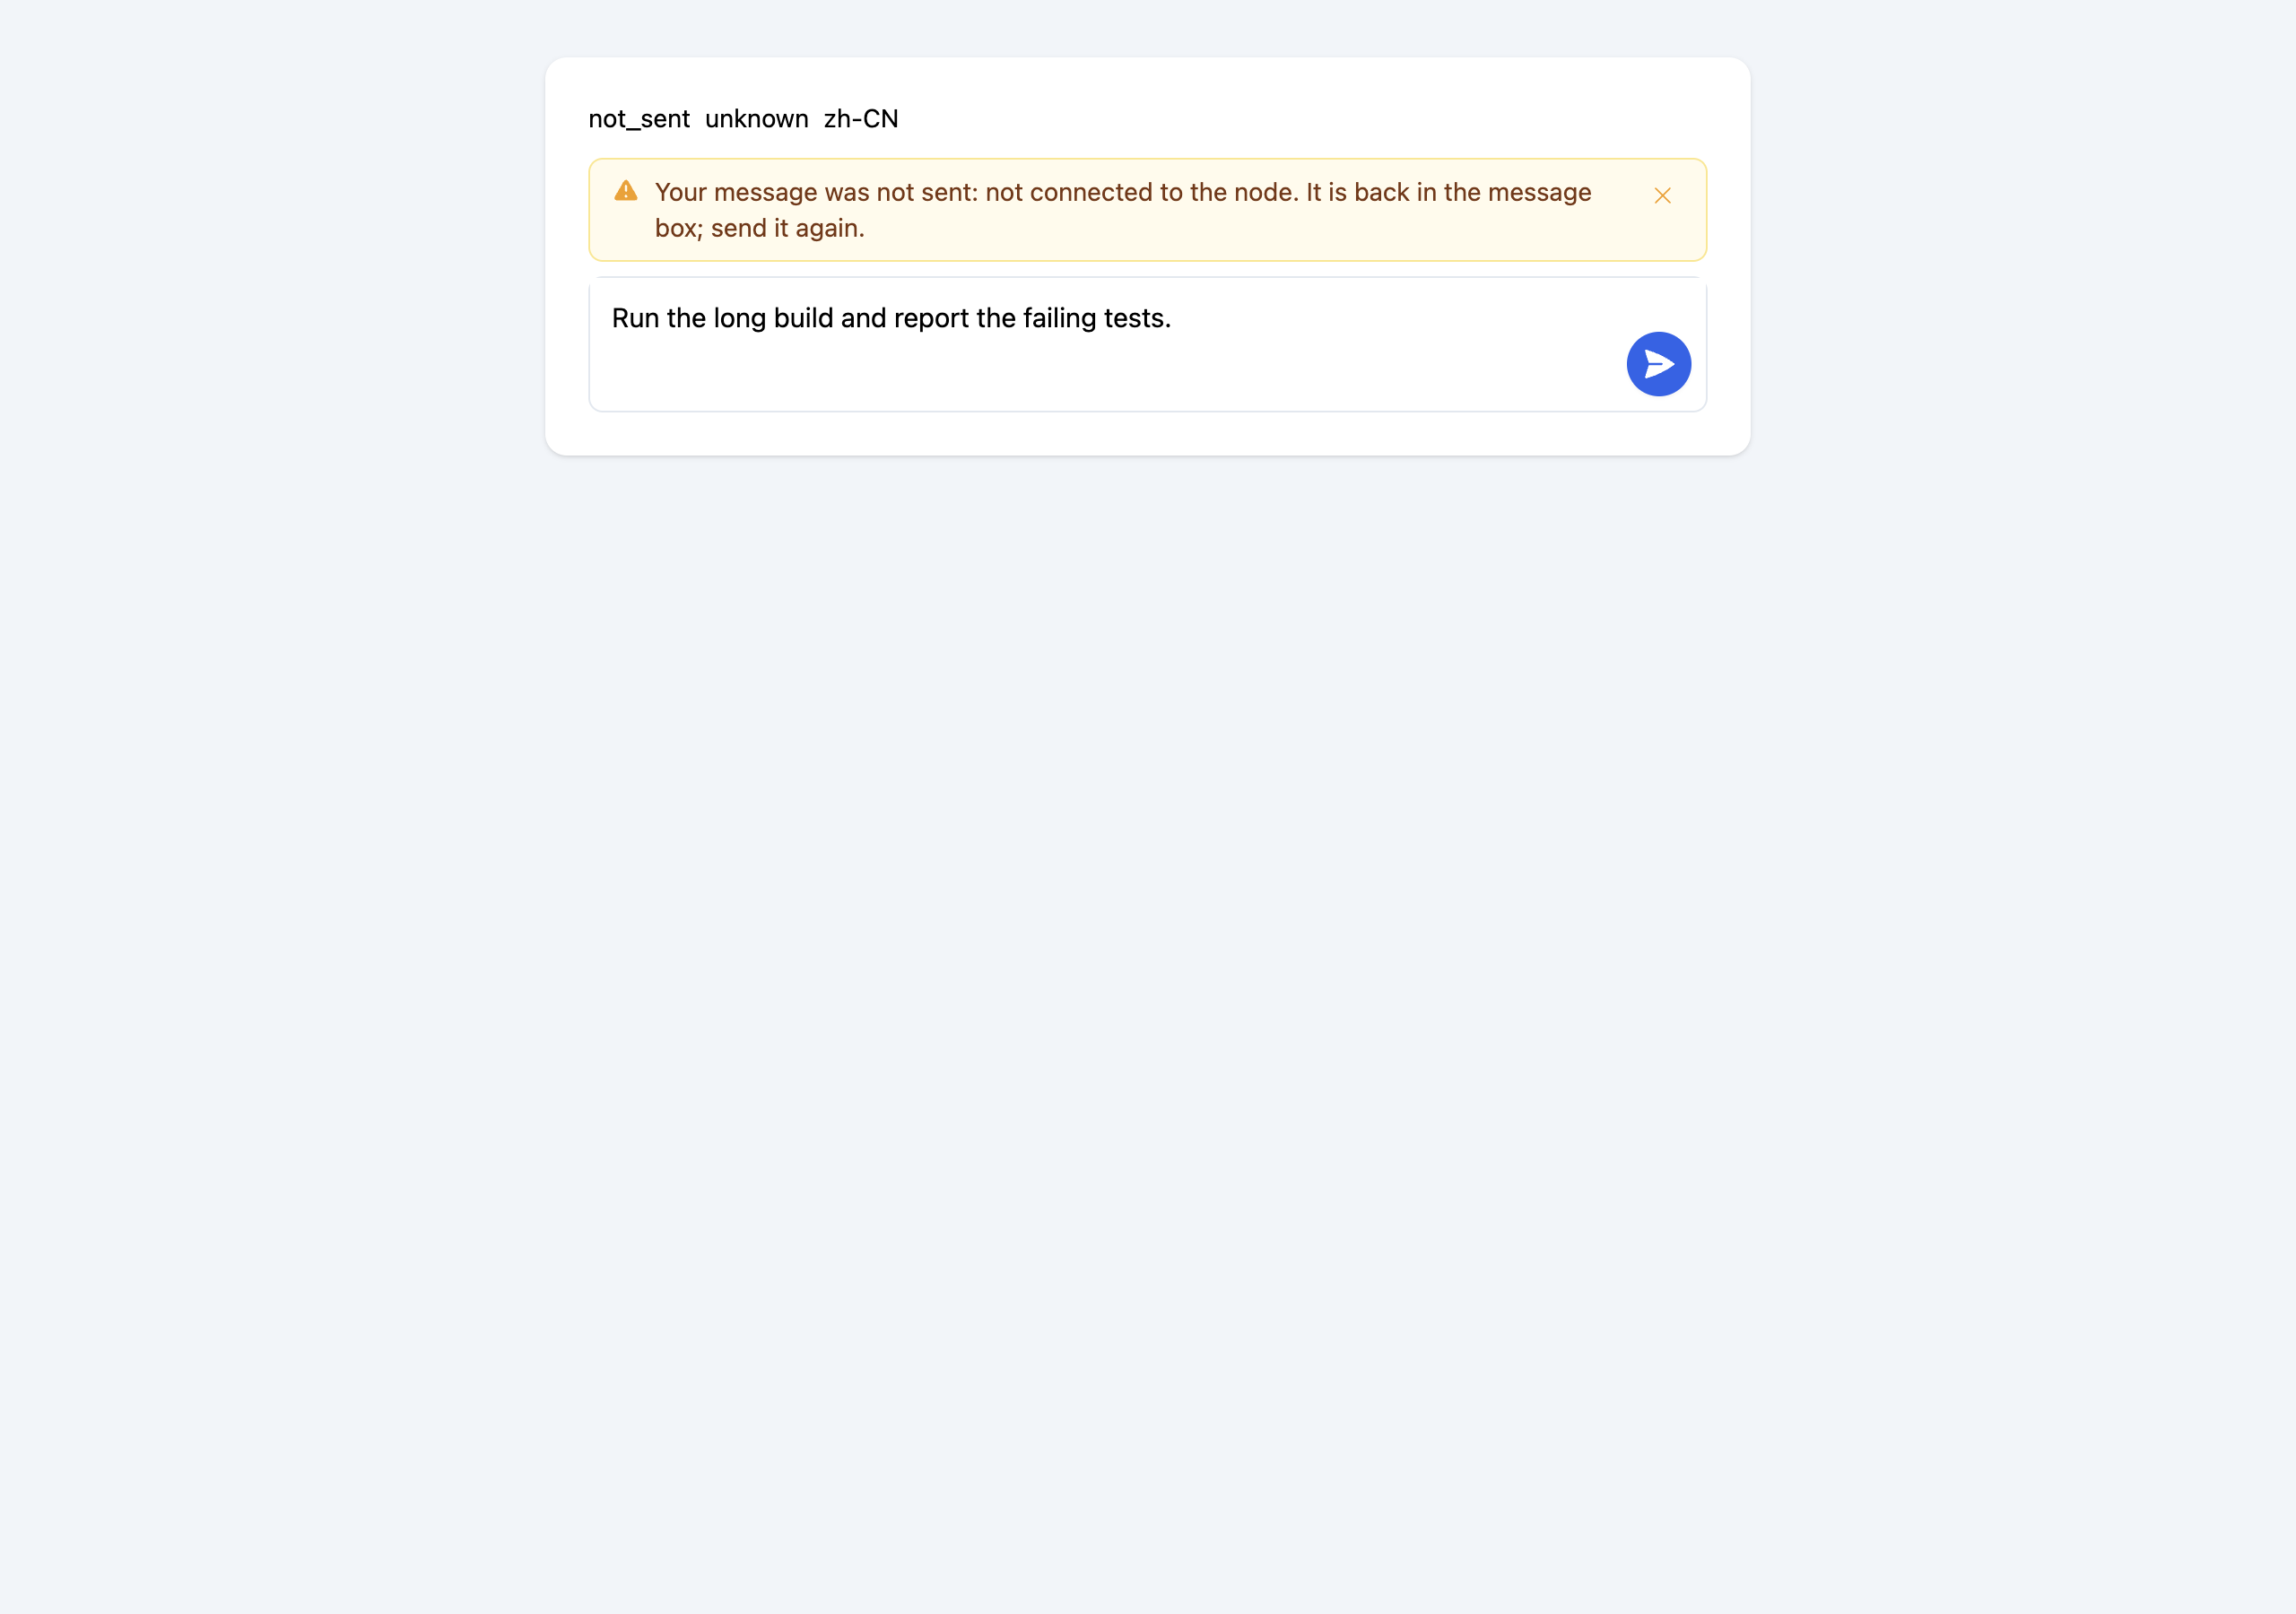 not_sent unknown zh-CN
Your message was not sent: not connected to the node. It is back in the message
box; send it again.
Run the long build and report the failing tests.